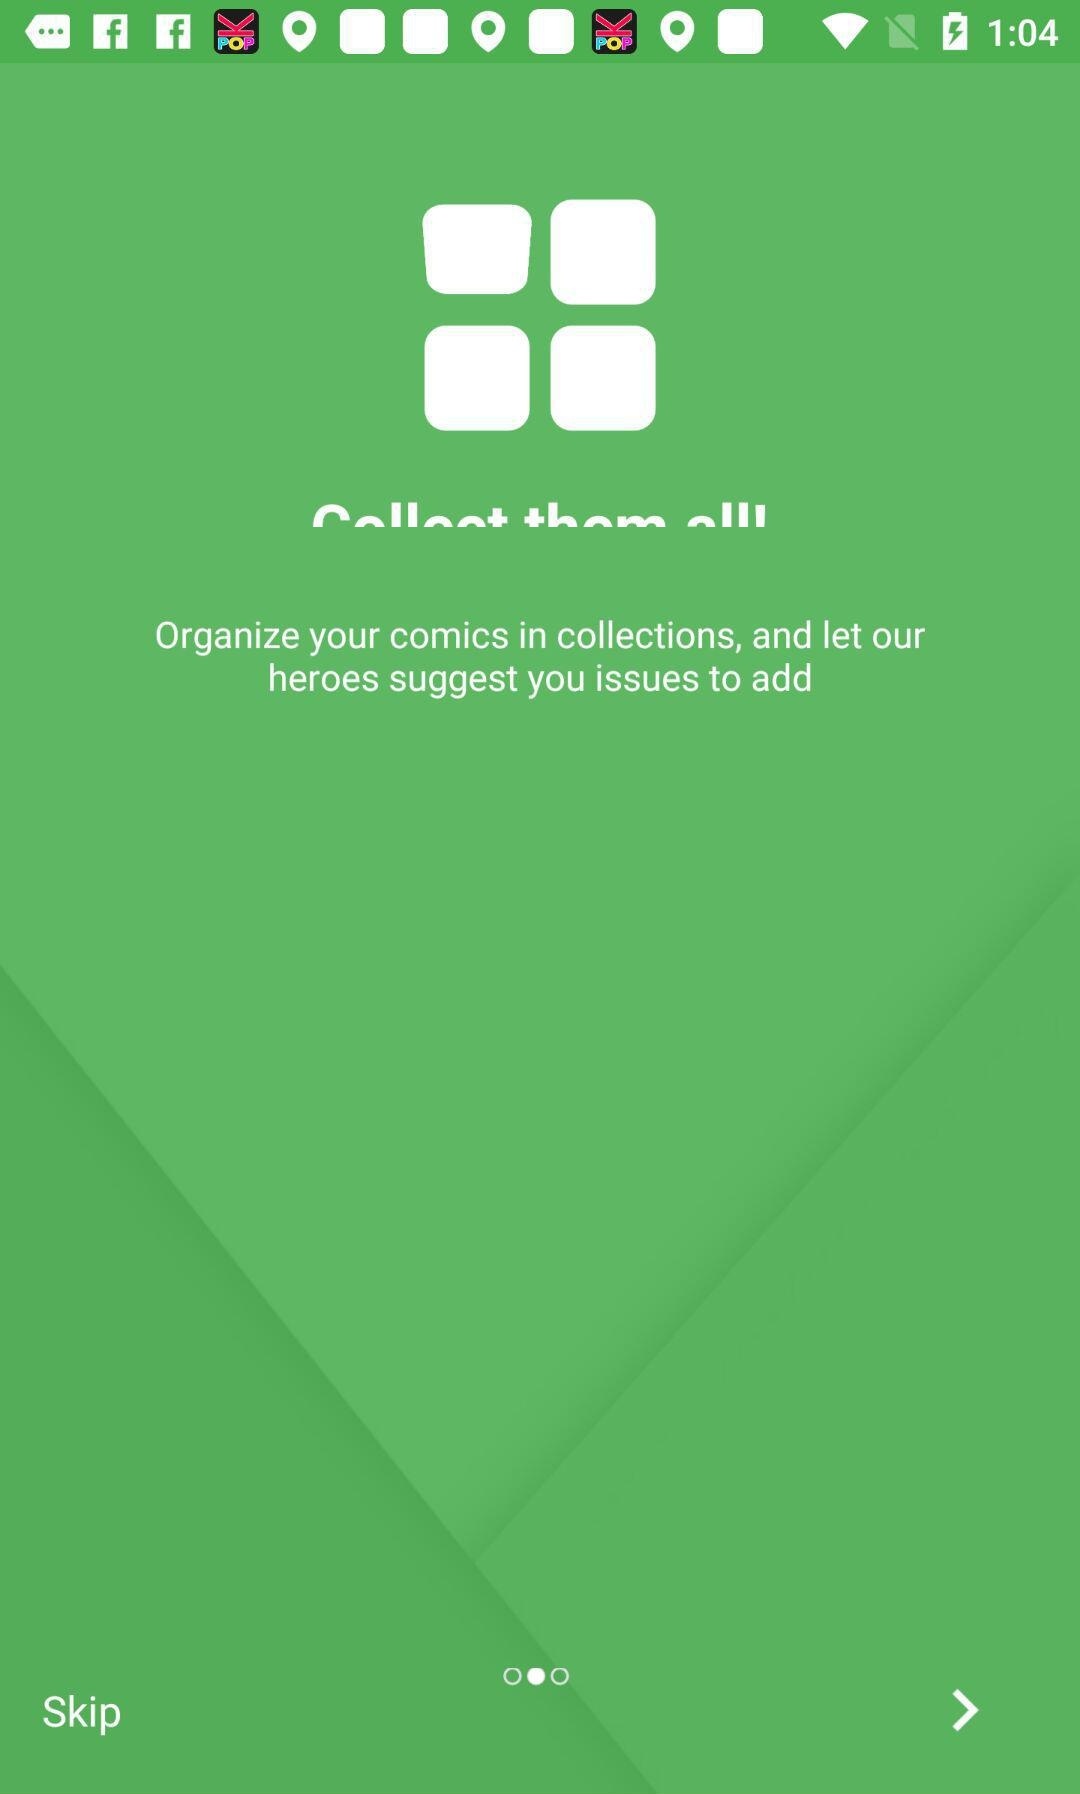 1:04
Collect them all!
Organize your comics in collections, and let our
heroes suggest you issues to add
Skip